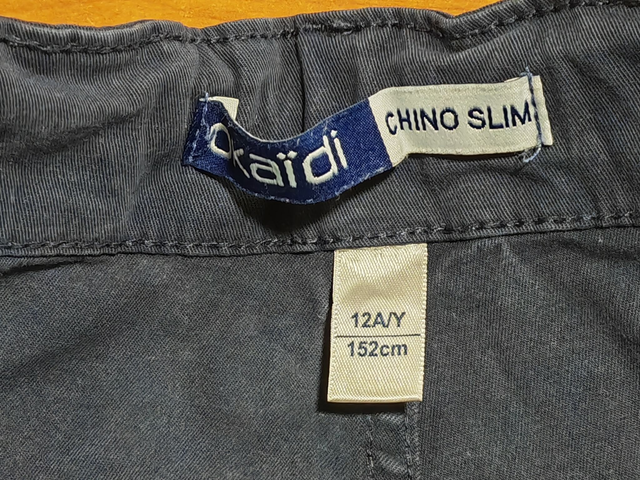 okaïdi
CHINO SLIM
12A/Y
152cm